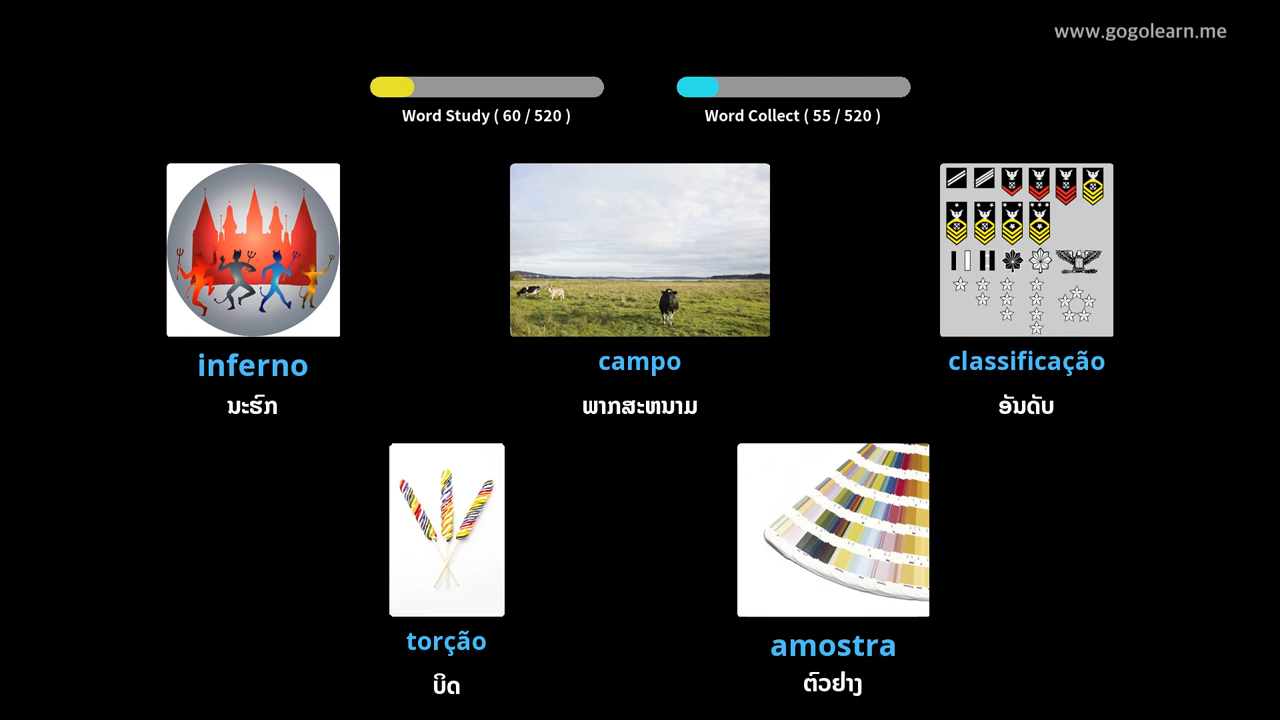 www.gogolearn.me
Word Study ( 60 / 520 )
Word Collect ( 55 / 520 )
inferno
campo
classificação
ນະຮົກ
ພາກສະຫນາມ
ອັນດັບ
torção
amostra
ບິດ
ຕົວຢ່າງ